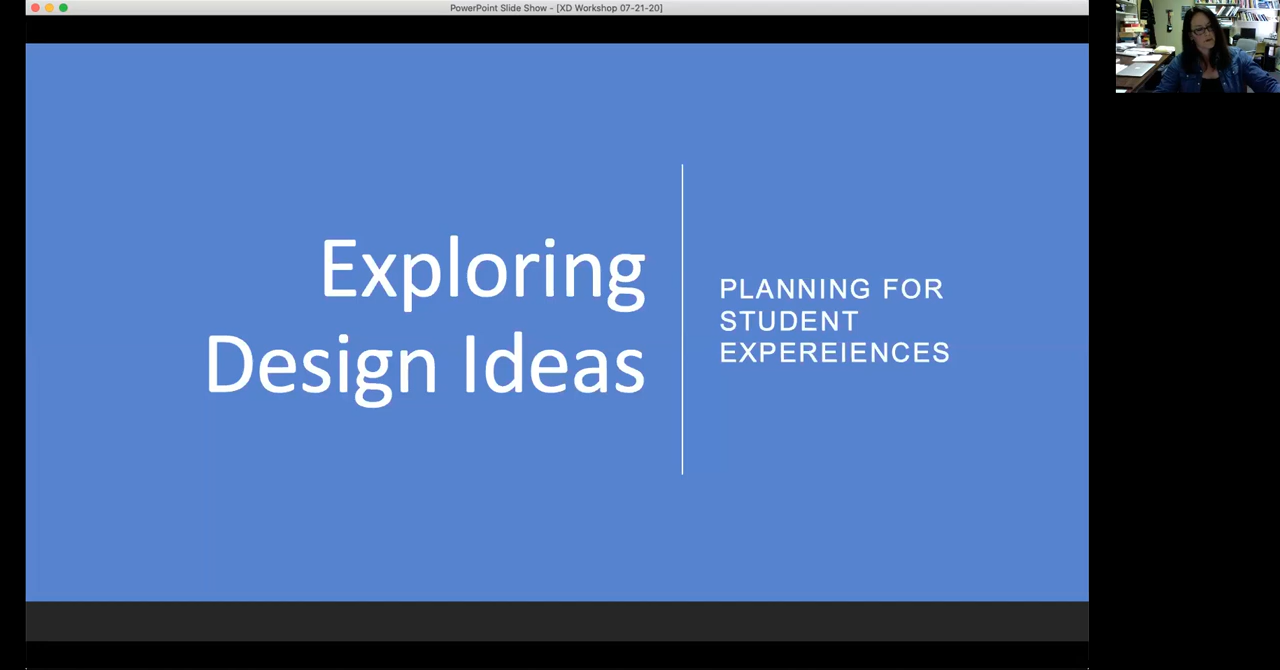 PowerPoint Slide Show - [XD Workshop 07-21-20]
Exploring
Design Ideas
PLANNING FOR
STUDENT
EXPEREIENCES